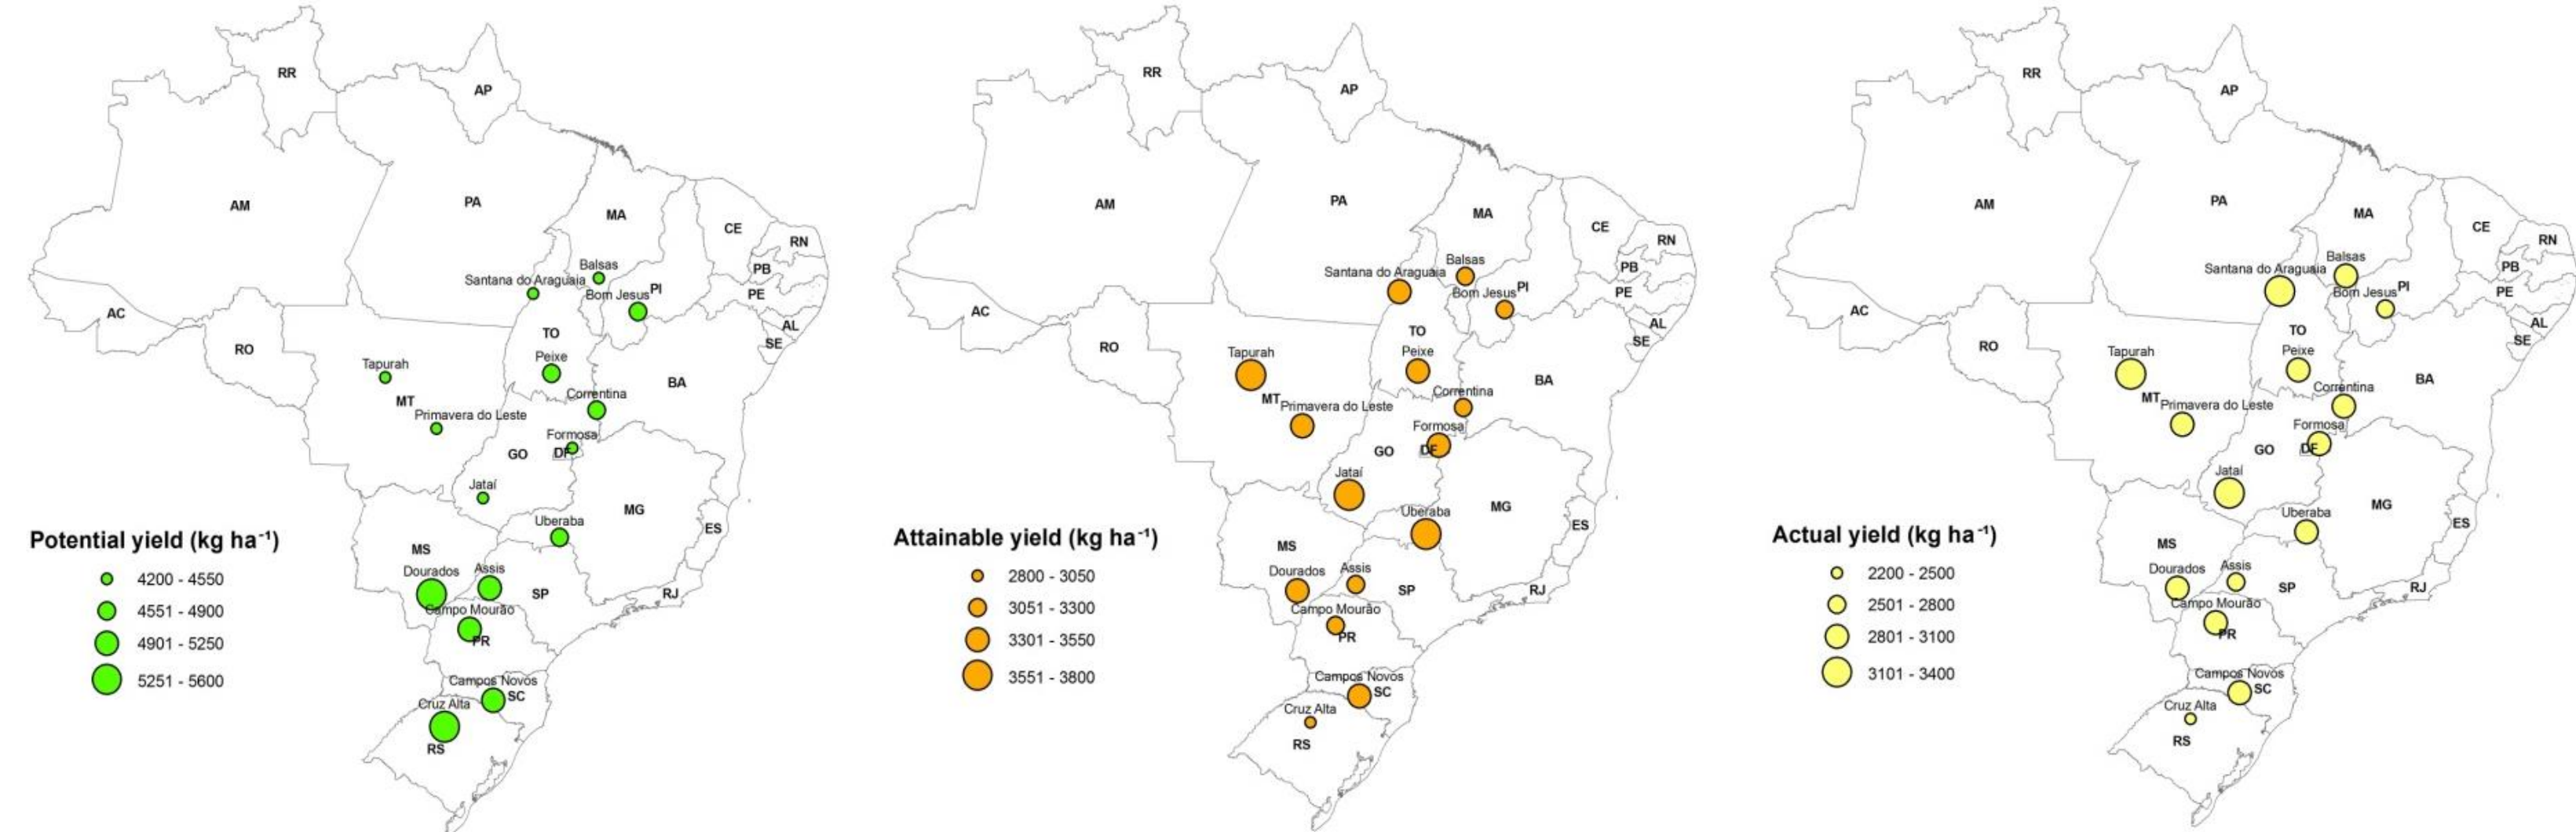 RR
AP
AM
PA
MA
CE
RN
Balsas
PB
Santana do Araguaia
PI
Bom Jesus
PE
AC
AL
TO
SE
RO
Peixe
Tapurah
BA
Correntina
MT
Primavera do Leste
Formosa
GO
DF
Jataí
MG
Uberaba
ES
Potential yield (kg ha⁻¹)
MS
Dourados
Assis
4200 - 4550
SP
RJ
Campo Mourão
4551 - 4900
PR
4901 - 5250
5251 - 5600
Campos Novos
SC
Cruz Alta
RS
RR
AP
AM
PA
MA
CE
RN
Balsas
PB
Santana do Araguaia
PI
Bom Jesus
PE
AC
AL
TO
SE
RO
Peixe
Tapurah
BA
Correntina
MT
Primavera do Leste
Formosa
GO
DF
Jataí
MG
Uberaba
ES
Attainable yield (kg ha⁻¹)
MS
Dourados
Assis
2800 - 3050
SP
RJ
Campo Mourão
3051 - 3300
PR
3301 - 3550
3551 - 3800
Campos Novos
SC
Cruz Alta
RS
RR
AP
AM
PA
MA
CE
RN
Balsas
PB
Santana do Araguaia
PI
Bom Jesus
PE
AC
AL
TO
SE
RO
Peixe
Tapurah
BA
Correntina
MT
Primavera do Leste
Formosa
GO
DF
Jataí
MG
Uberaba
ES
Actual yield (kg ha⁻¹)
MS
Dourados
Assis
2200 - 2500
SP
RJ
Campo Mourão
2501 - 2800
PR
2801 - 3100
3101 - 3400
Campos Novos
SC
Cruz Alta
RS